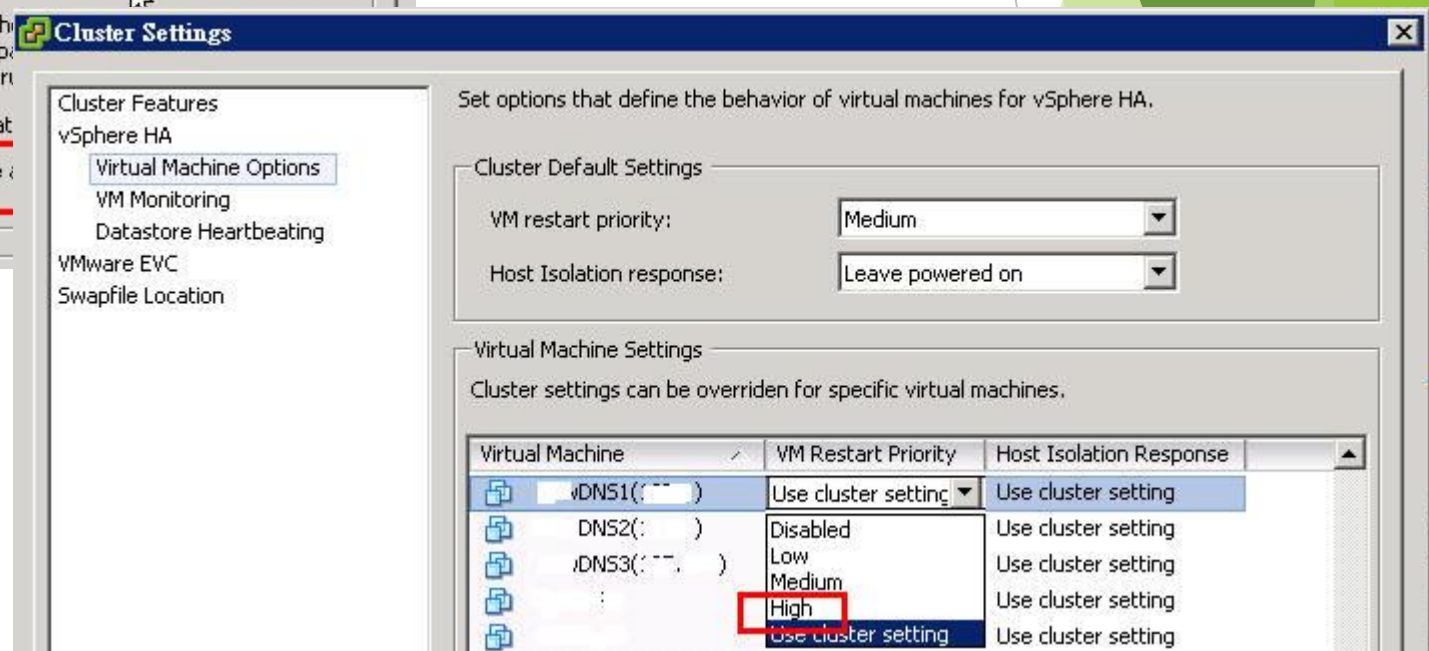 Cluster Settings
Cluster Features
vSphere HA
Virtual Machine Options
VM Monitoring
Datastore Heartbeating
VMware EVC
Swapfile Location
Set options that define the behavior of virtual machines for vSphere HA.
Cluster Default Settings
VM restart priority: Medium
Host Isolation response: Leave powered on
Virtual Machine Settings
Cluster settings can be overriden for specific virtual machines.
Virtual Machine VM Restart Priority Host Isolation Response
DNS1( ) Use cluster setting Use cluster setting
DNS2( ) Disabled Use cluster setting
DNS3( ) Low Use cluster setting
Medium
High Use cluster setting
Use cluster setting Use cluster setting